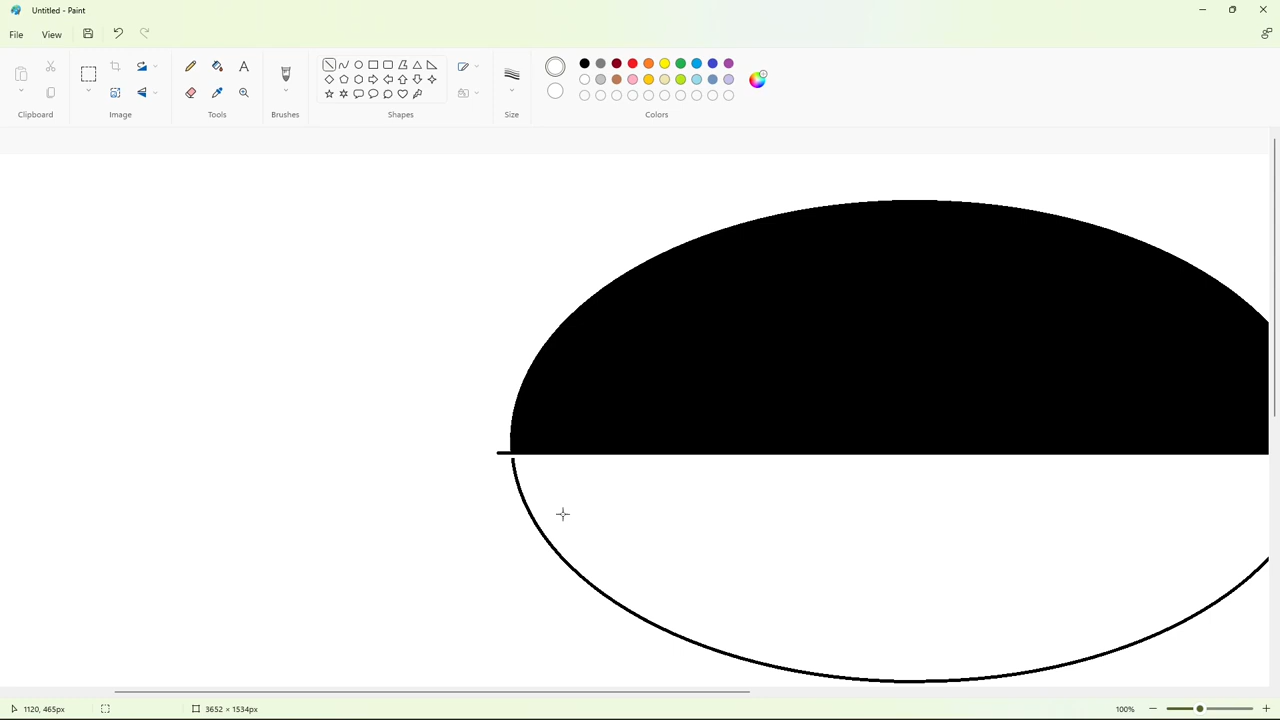 Untitled - Paint
File View
Clipboard Image Tools Brushes Shapes Size Colors
1120, 465px 3652 × 1534px 100%